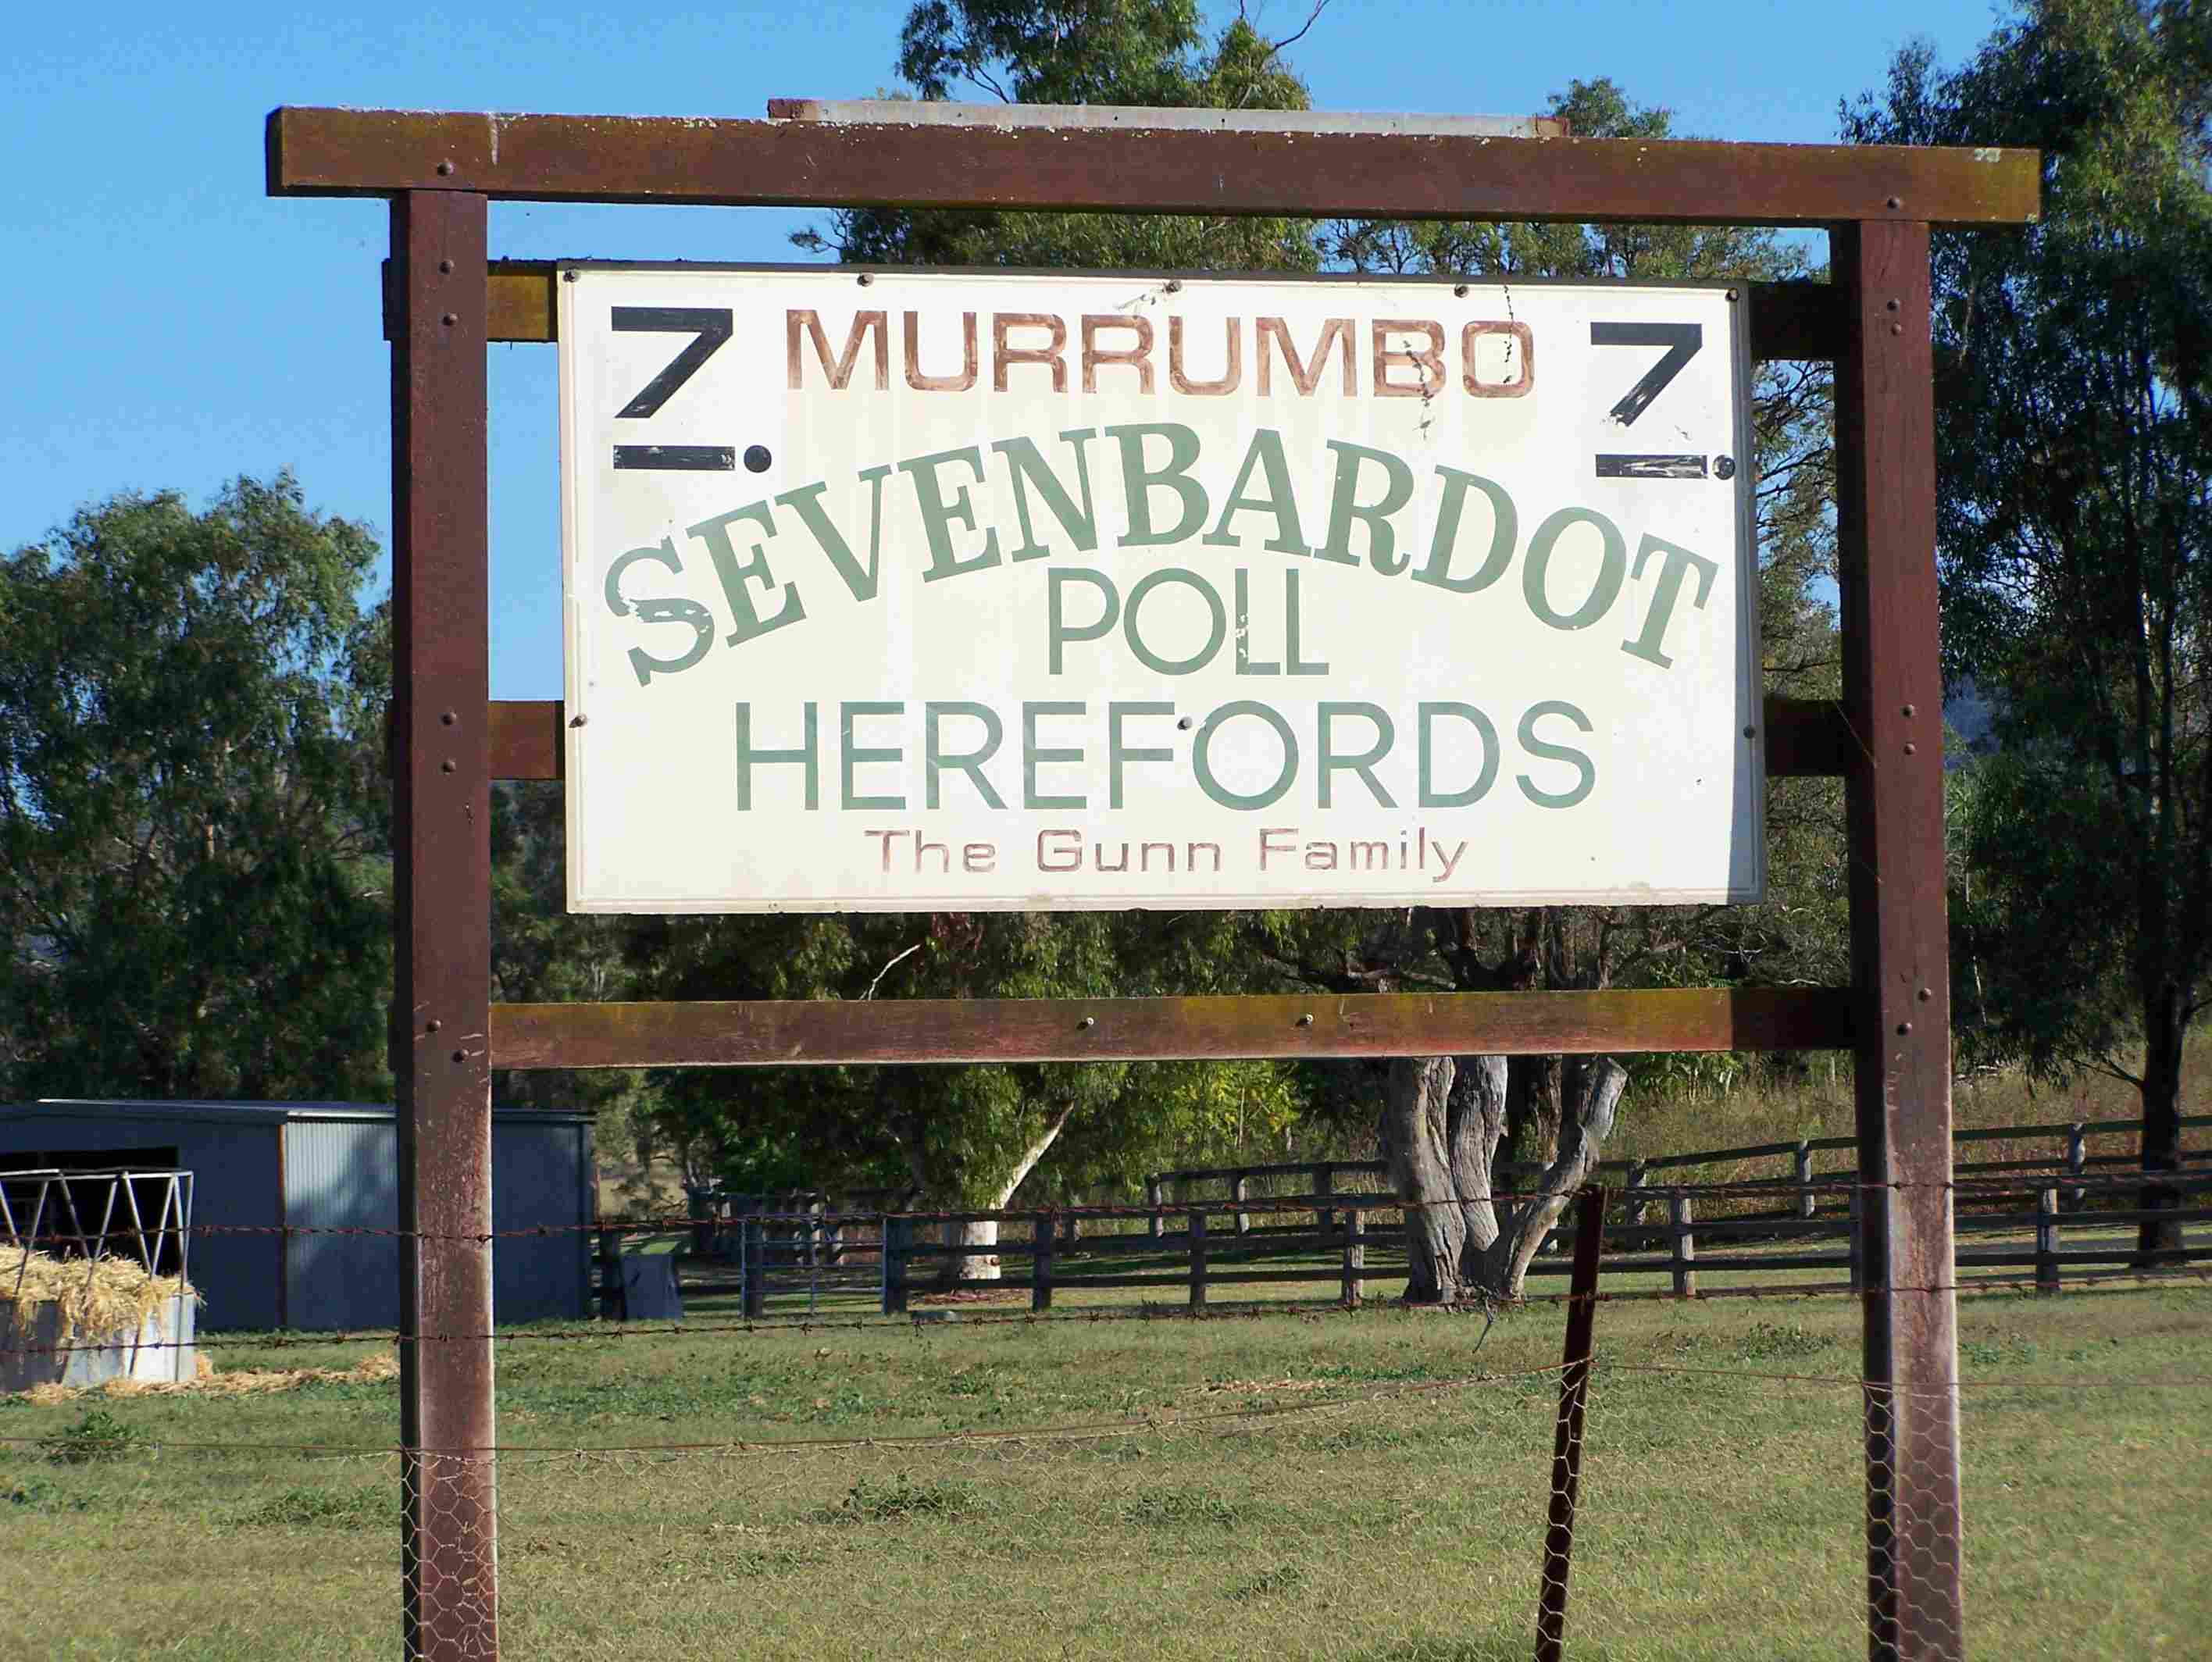 7 MURRUMBO 7
SEVENBARDOT
POLL
HEREFORDS
The Gunn Family